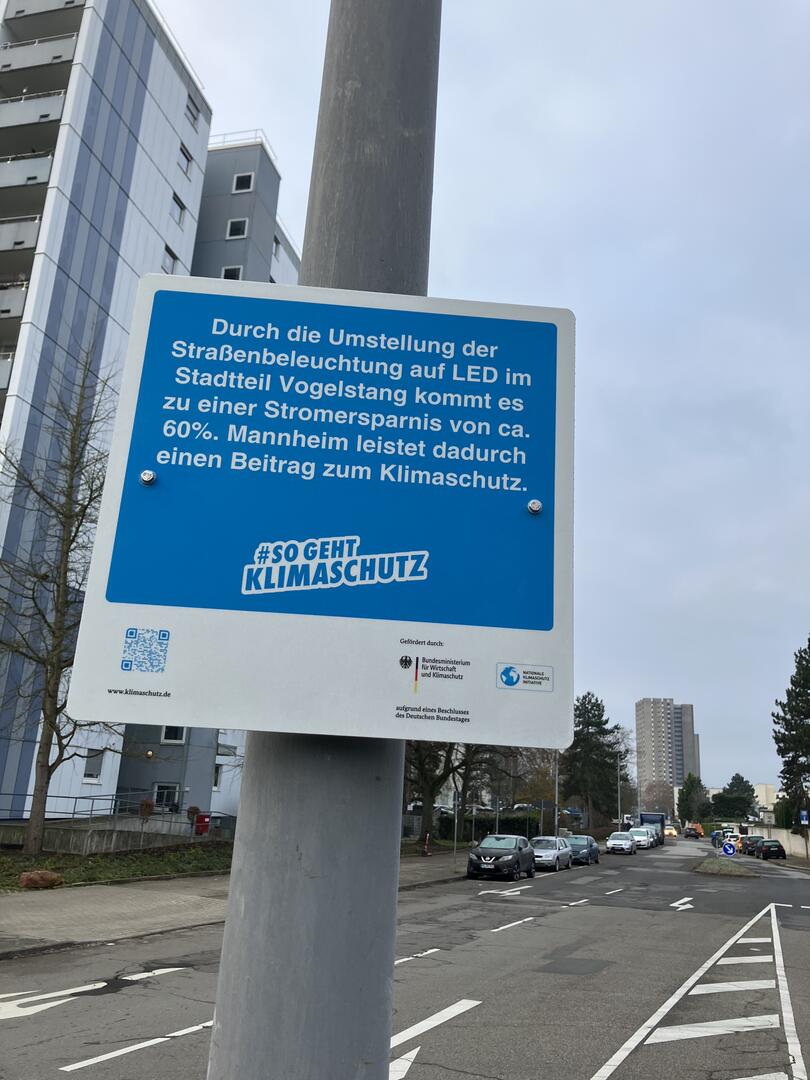 Durch die Umstellung der
Straßenbeleuchtung auf LED im
Stadtteil Vogelstang kommt es
zu einer Stromersparnis von ca.
60%. Mannheim leistet dadurch
einen Beitrag zum Klimaschutz.
#SO GEHT
KLIMASCHUTZ
www.klimaschutz.de
Gefördert durch:
Bundesministerium
für Wirtschaft
und Klimaschutz
NATIONALE
KLIMASCHUTZ
INITIATIVE
aufgrund eines Beschlusses
des Deutschen Bundestages